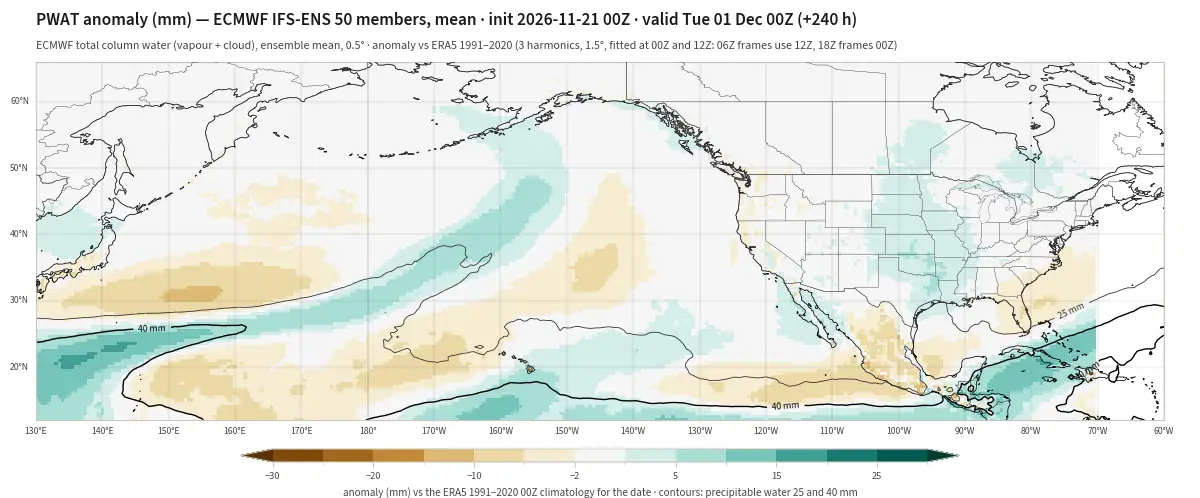 PWAT anomaly (mm) — ECMWF IFS-ENS 50 members, mean · init 2026-11-21 00Z · valid Tue 01 Dec 00Z (+240 h)
ECMWF total column water (vapour + cloud), ensemble mean, 0.5° · anomaly vs ERA5 1991–2020 (3 harmonics, 1.5°, fitted at 00Z and 12Z: 06Z frames use 12Z, 18Z frames 00Z)
60°N
50°N
40°N
30°N
20°N
25 mm
40 mm
40 mm
130°E 140°E 150°E 160°E 170°E 180° 170°W 160°W 150°W 140°W 130°W 120°W 110°W 100°W 90°W 80°W 70°W 60°W
−30 −20 −10 −2 5 15 25
anomaly (mm) vs the ERA5 1991–2020 00Z climatology for the date · contours: precipitable water 25 and 40 mm